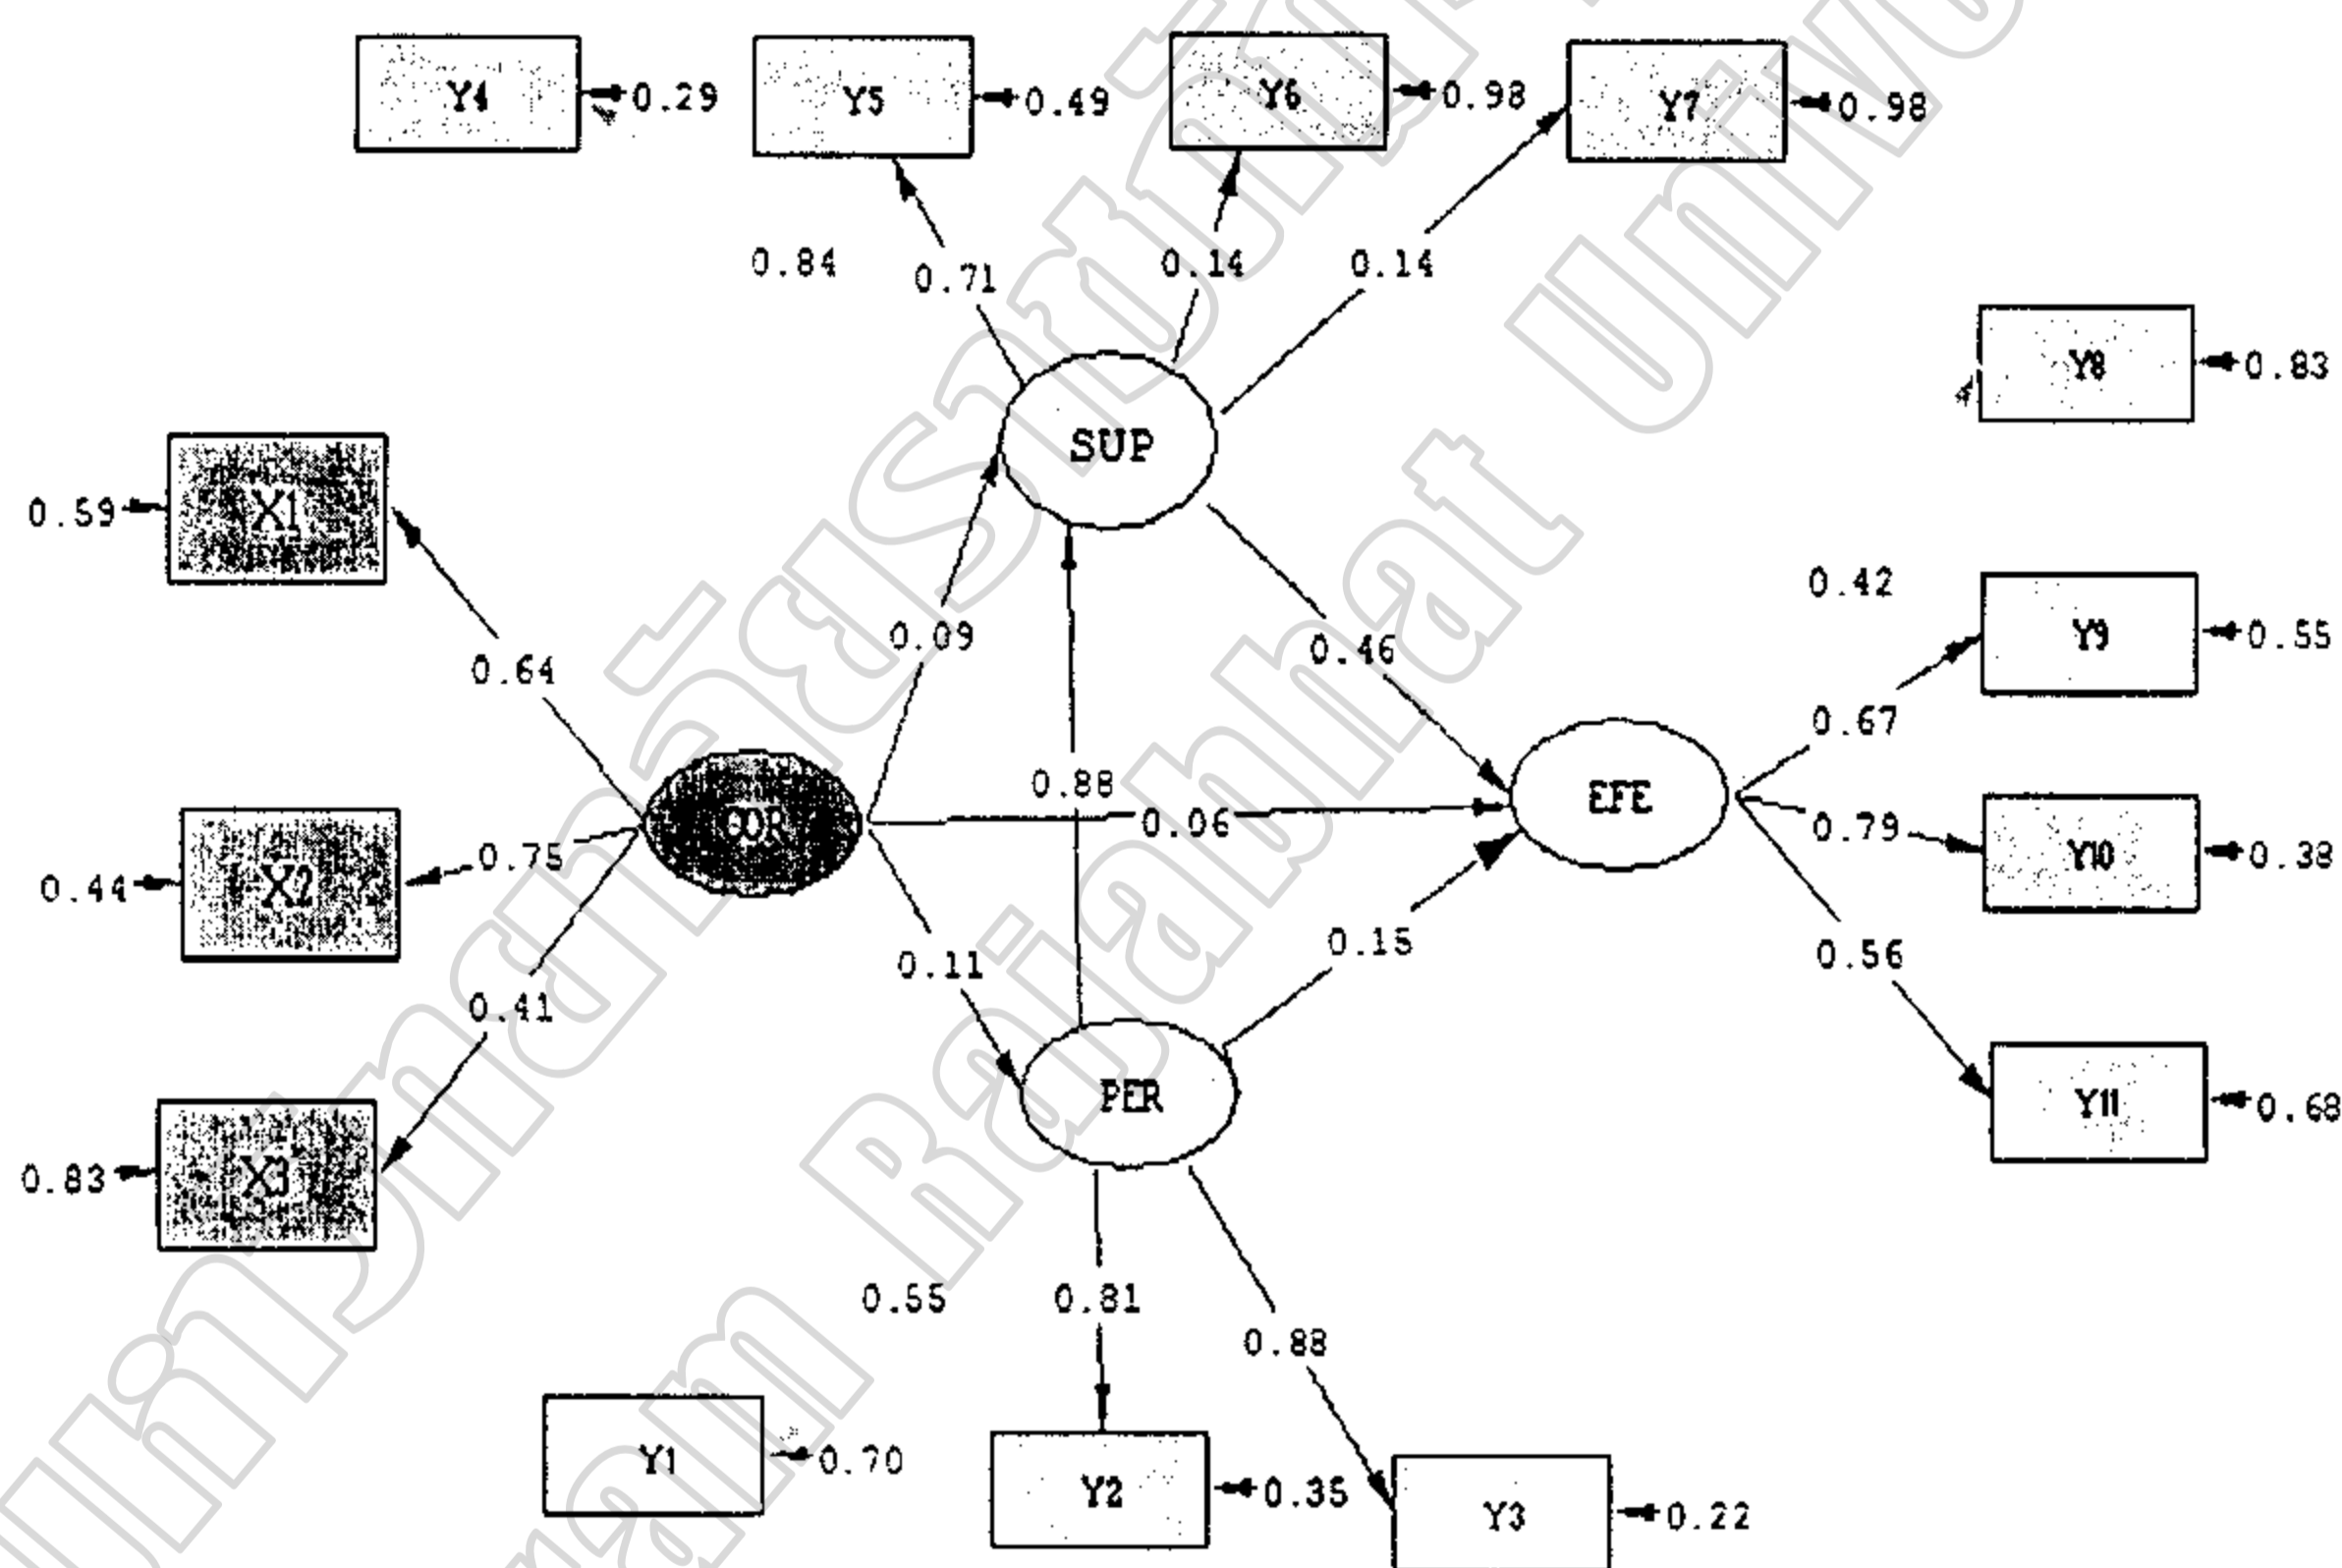 Y4 0.29 Y5 0.49 Y6 0.98 Y7 0.98
0.84 0.71 0.14 0.14
Y8 0.83
SUP
0.59 X1
0.42 Y9 0.55
0.09 0.46
0.64
0.67
0.88 0.06 EFE
COR 0.79 Y10 0.38
0.44 X2 0.75
0.11 0.15 0.56
0.41
PER Y11 0.68
0.83 X3
0.55 0.81
0.88
Y1 0.70 Y2 0.35 Y3 0.22
Rajabhat Unive